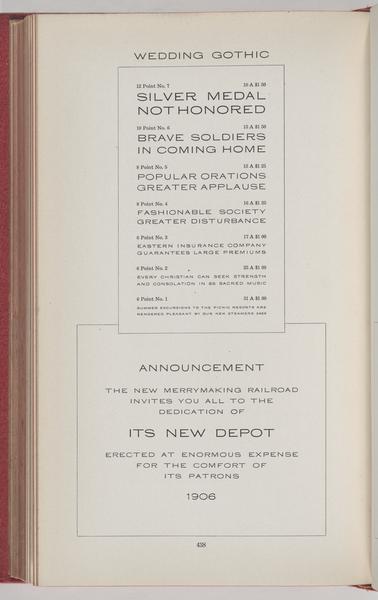 WEDDING GOTHIC
12 Point No. 7 10 A $1 50
SILVER MEDAL
NOT HONORED
10 Point No. 6 12 A $1 50
BRAVE SOLDIERS
IN COMING HOME
8 Point No. 5 15 A $1 25
POPULAR ORATIONS
GREATER APPLAUSE
8 Point No. 4 16 A $1 25
FASHIONABLE SOCIETY
GREATER DISTURBANCE
6 Point No. 3 17 A $1 00
EASTERN INSURANCE COMPANY
GUARANTEES LARGE PREMIUMS
6 Point No. 2 25 A $1 00
EVERY CHRISTIAN CAN SEEK STRENGTH
AND CONSOLATION IN SACRED MUSIC
6 Point No. 1 31 A $1 00
SUMMER EXCURSIONS TO THE PICNIC RESORTS ARE
RENDERED PLEASANT BY OUR NEW STEAMERS
ANNOUNCEMENT
THE NEW MERRYMAKING RAILROAD
INVITES YOU ALL TO THE
DEDICATION OF
ITS NEW DEPOT
ERECTED AT ENORMOUS EXPENSE
FOR THE COMFORT OF
ITS PATRONS
1906
438